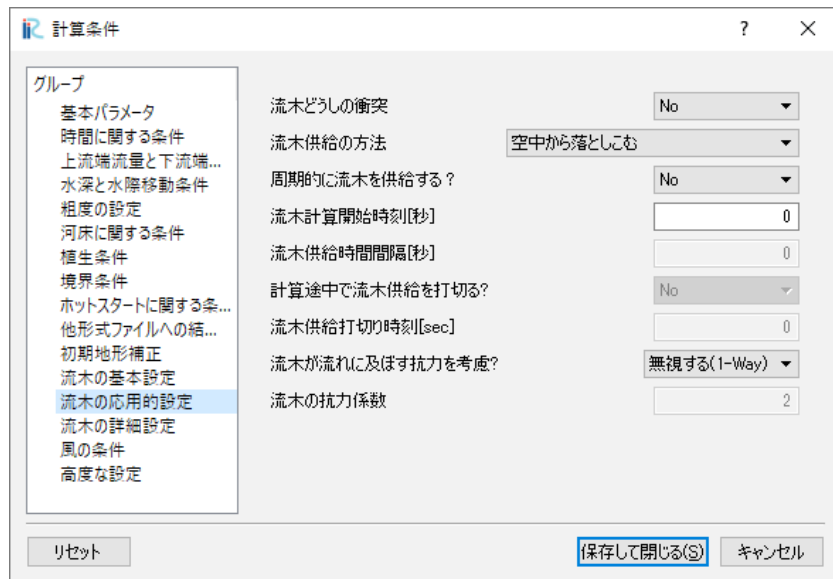 iRC 計算条件
? ×
グループ
基本パラメータ
時間に関する条件
上流端流量と下流端...
水深と水際移動条件
粗度の設定
河床に関する条件
植生条件
境界条件
ホットスタートに関する条...
他形式ファイルへの結...
初期地形補正
流木の基本設定
流木の応用的設定
流木の詳細設定
風の条件
高度な設定
流木どうしの衝突 No
流木供給の方法 空中から落としこむ
周期的に流木を供給する? No
流木計算開始時刻[秒] 0
流木供給時間間隔[秒] 0
計算途中で流木供給を打切る? No
流木供給打切り時刻[sec] 0
流木が流れに及ぼす抗力を考慮? 無視する(1-Way)
流木の抗力係数 2
リセット 保存して閉じる(S) キャンセル